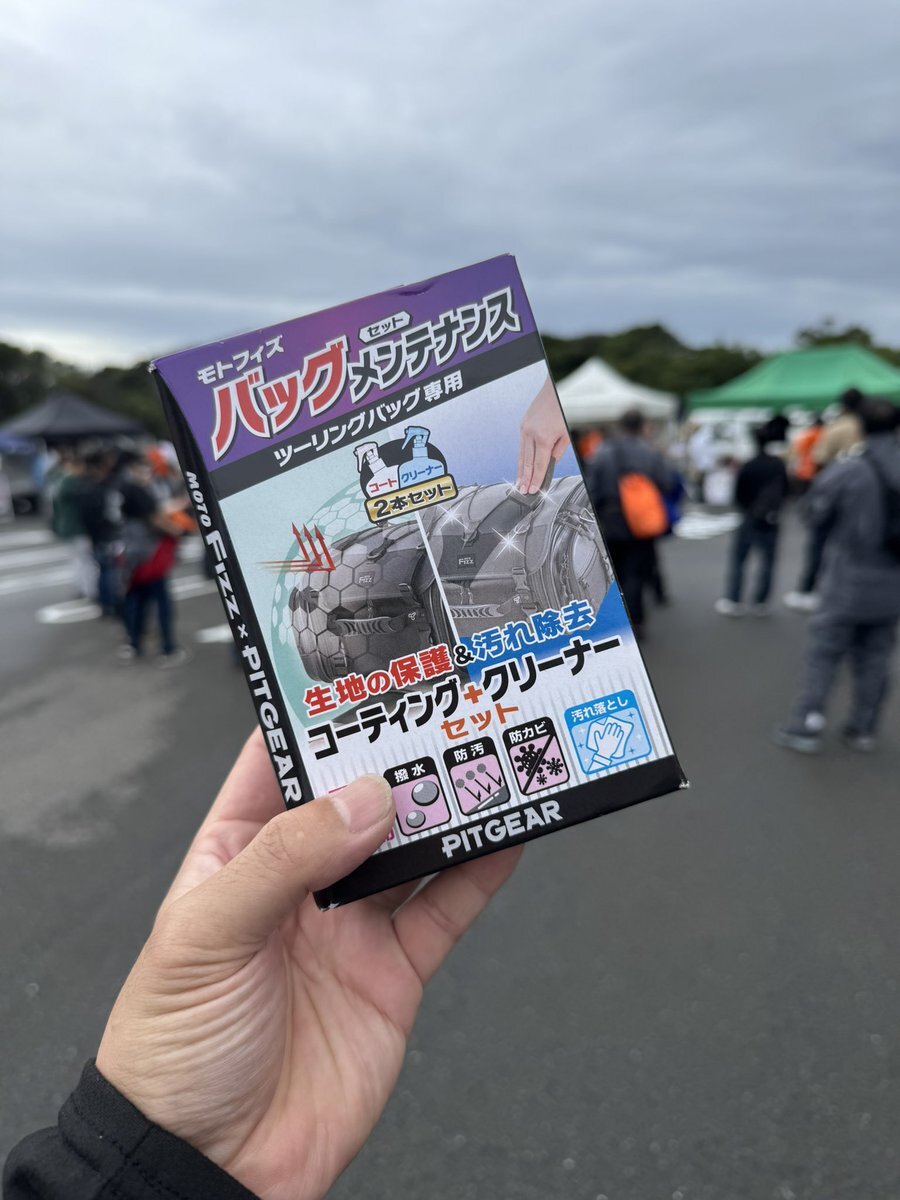 モトフィズ
バッグ
メンテナンス
セット
ツーリングバッグ専用
コート
クリーナー
2本セット
Fizz
Fizz
生地の保護&汚れ除去
コーティング+クリーナー
セット
撥水
防汚
防カビ
汚れ落とし
PITGEAR
MOTO FIZZ × PITGEAR